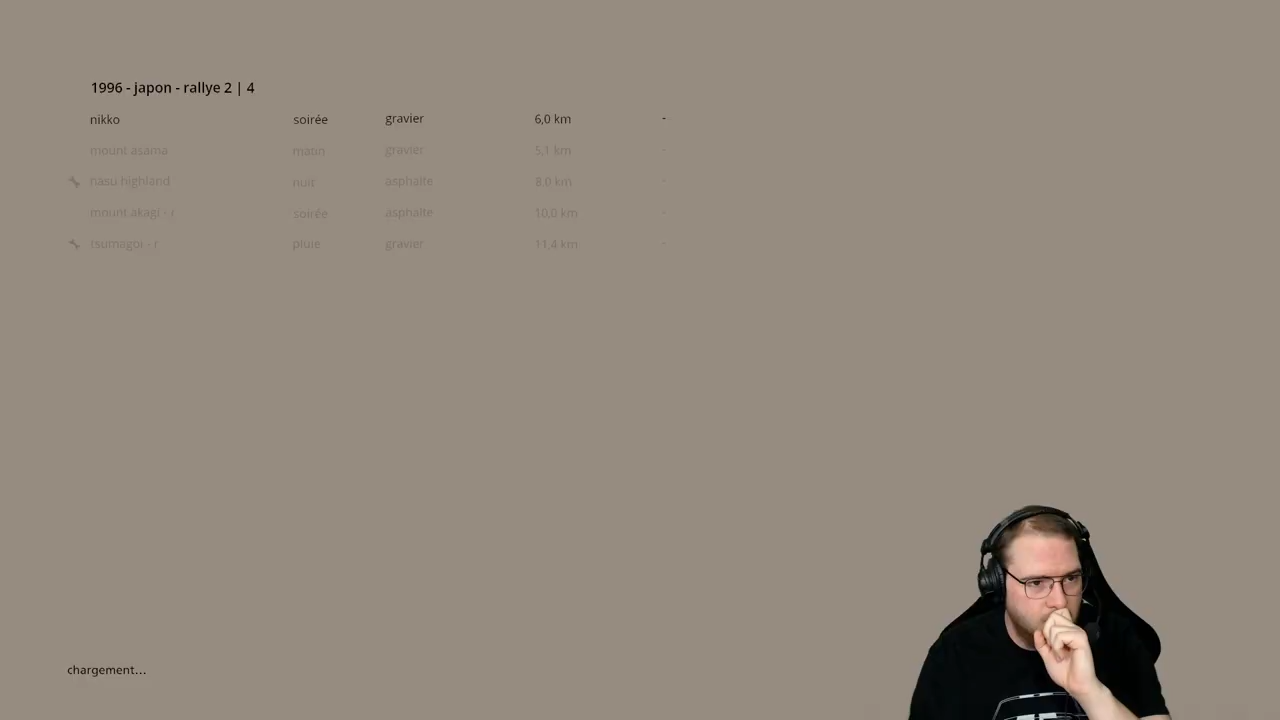 1996 - japon - rallye 2 | 4
nikko soirée gravier 6,0 km -
mount asama matin gravier 5,1 km -
nasu highland nuit asphalte 8,0 km -
mount akagi - r soirée asphalte 10,0 km -
tsumagoi - r pluie gravier 11,4 km -
chargement...